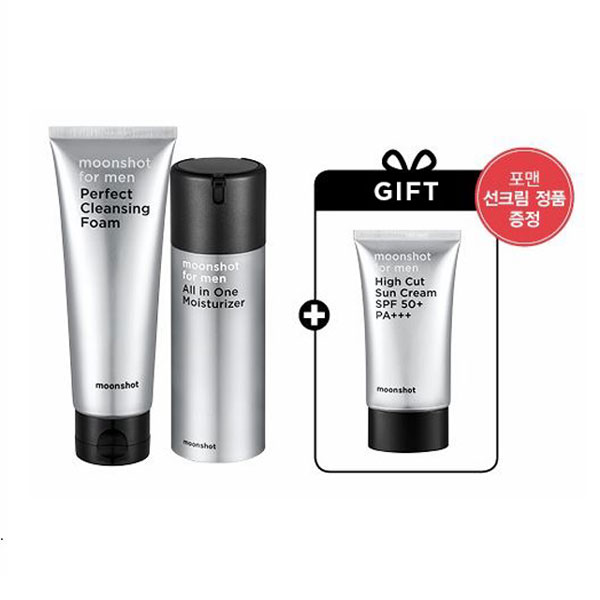 moonshot
for men
Perfect
Cleansing
Foam
moonshot
moonshot
for men
All in One
Moisturizer
moonshot
GIFT
moonshot
for men
High Cut
Sun Cream
SPF 50+
PA+++
moonshot
포맨
선크림 정품
증정